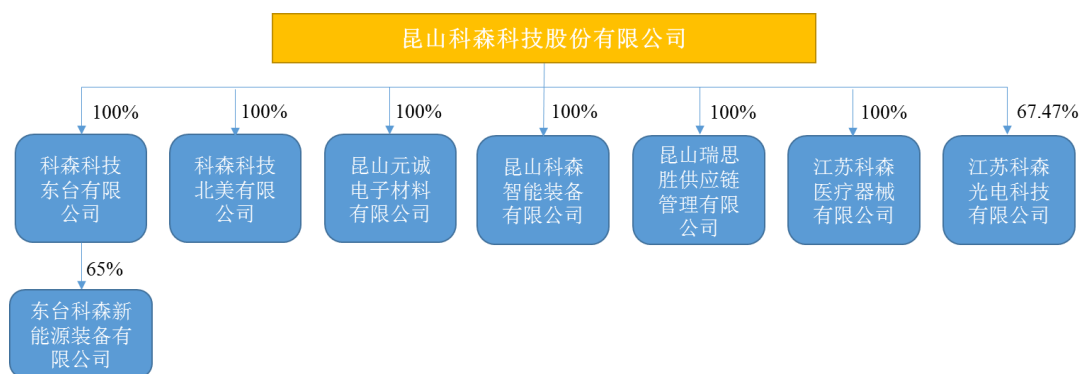 昆山科森科技股份有限公司
100%
100%
100%
100%
100%
100%
67.47%
科森科技
东台有限
公司
科森科技
北美有限
公司
昆山元诚
电子材料
有限公司
昆山科森
智能装备
有限公司
昆山瑞思
胜供应链
管理有限
公司
江苏科森
医疗器械
有限公司
江苏科森
光电科技
有限公司
65%
东台科森新
能源装备有
限公司